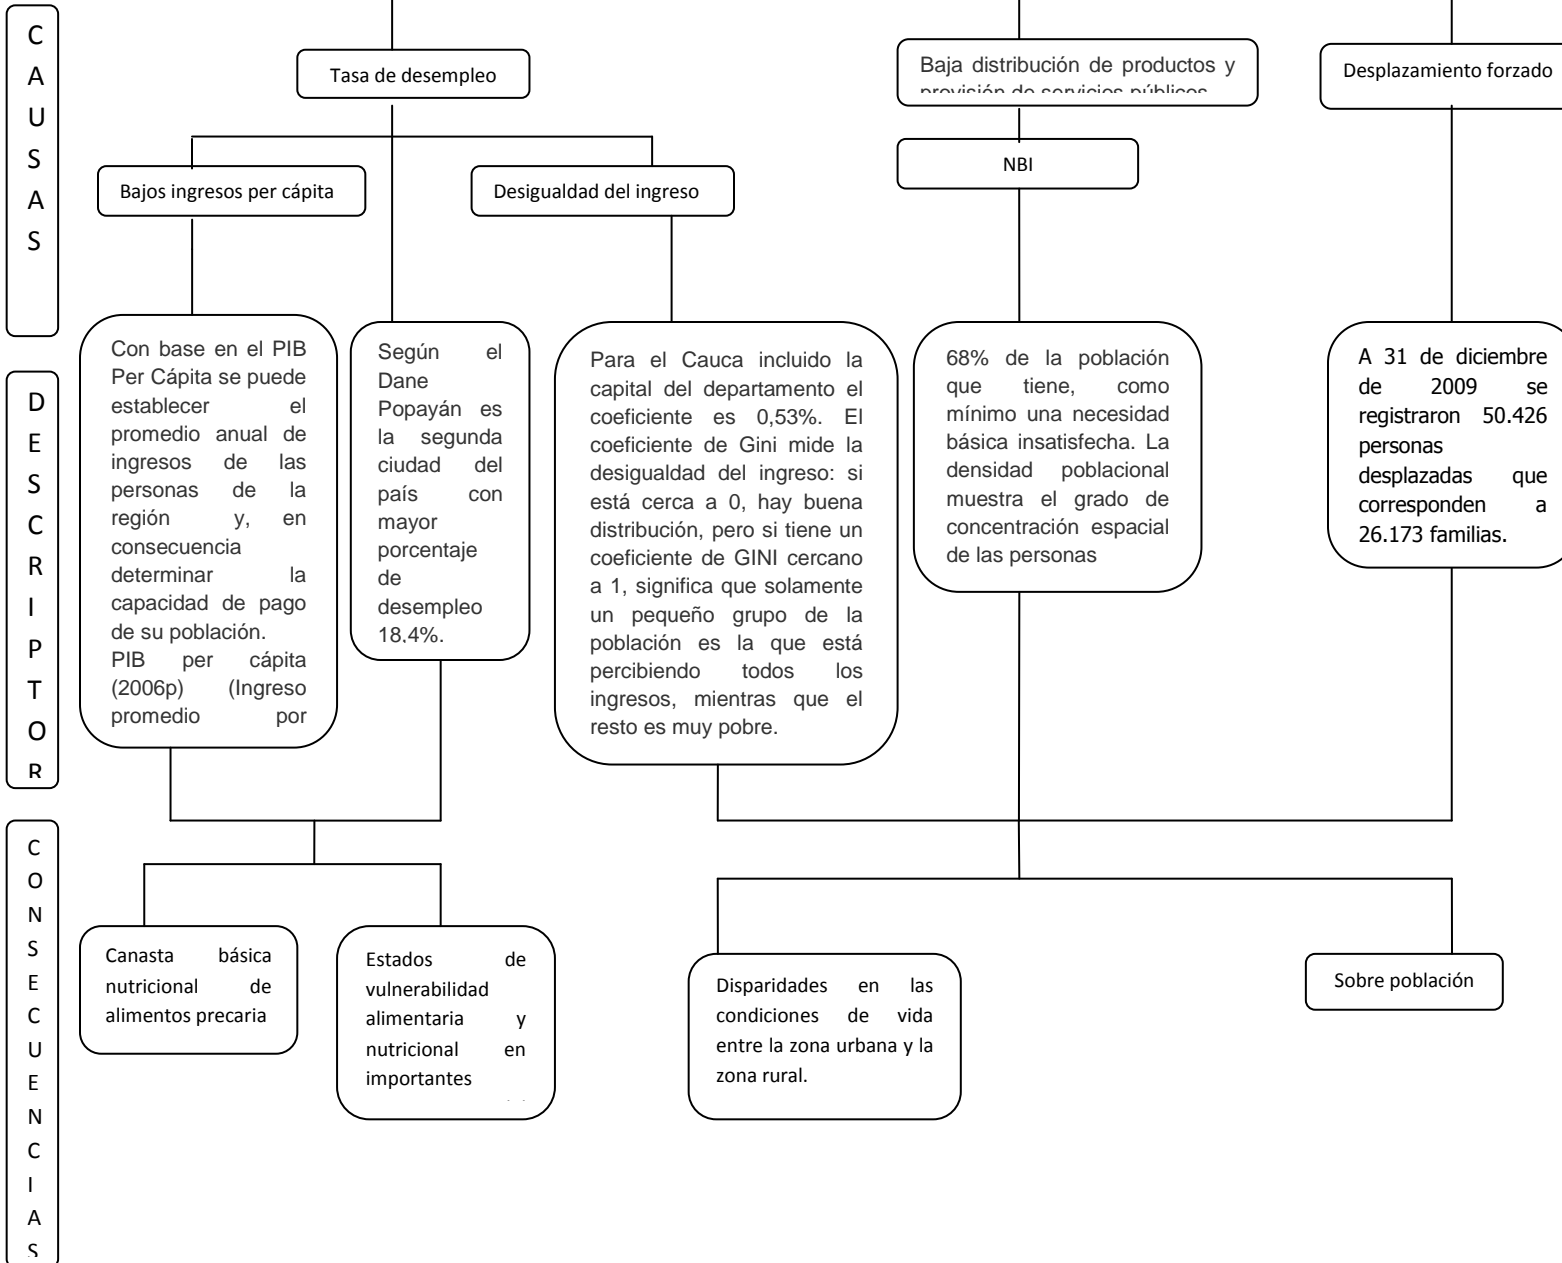 CAUSAS
Tasa de desempleo
Baja distribución de productos y
provisión de servicios públicos
Desplazamiento forzado
NBI
Bajos ingresos per cápita
Desigualdad del ingreso
DESCRIPTOR
Con base en el PIB
Per Cápita se puede
establecer el
promedio anual de
ingresos de las
personas de la
región y, en
consecuencia
determinar la
capacidad de pago
de su población.
PIB per cápita
(2006p) (Ingreso
promedio por
Según el
Dane
Popayán es
la segunda
ciudad del
país con
mayor
porcentaje
de
desempleo
18,4%.
Para el Cauca incluido la
capital del departamento el
coeficiente es 0,53%. El
coeficiente de Gini mide la
desigualdad del ingreso: si
está cerca a 0, hay buena
distribución, pero si tiene un
coeficiente de GINI cercano
a 1, significa que solamente
un pequeño grupo de la
población es la que está
percibiendo todos los
ingresos, mientras que el
resto es muy pobre.
68% de la población
que tiene, como
mínimo una necesidad
básica insatisfecha. La
densidad poblacional
muestra el grado de
concentración espacial
de las personas
A 31 de diciembre
de 2009 se
registraron 50.426
personas
desplazadas que
corresponden a
26.173 familias.
CONSECUENCIAS
Canasta básica
nutricional de
alimentos precaria
Estados de
vulnerabilidad
alimentaria y
nutricional en
importantes
Disparidades en las
condiciones de vida
entre la zona urbana y la
zona rural.
Sobre población